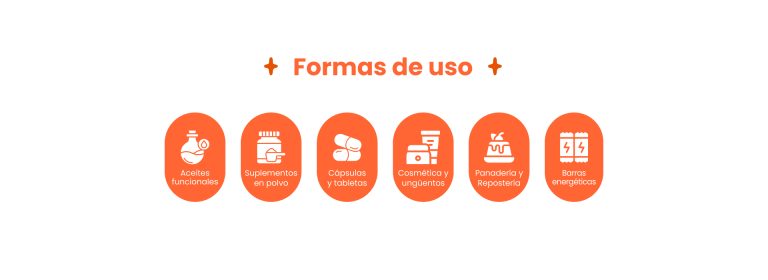 Formas de uso
Aceites
funcionales
Suplementos
en polvo
Cápsulas
y tabletas
Cosmética y
ungüentos
Panadería y
Repostería
Barras
energéticas